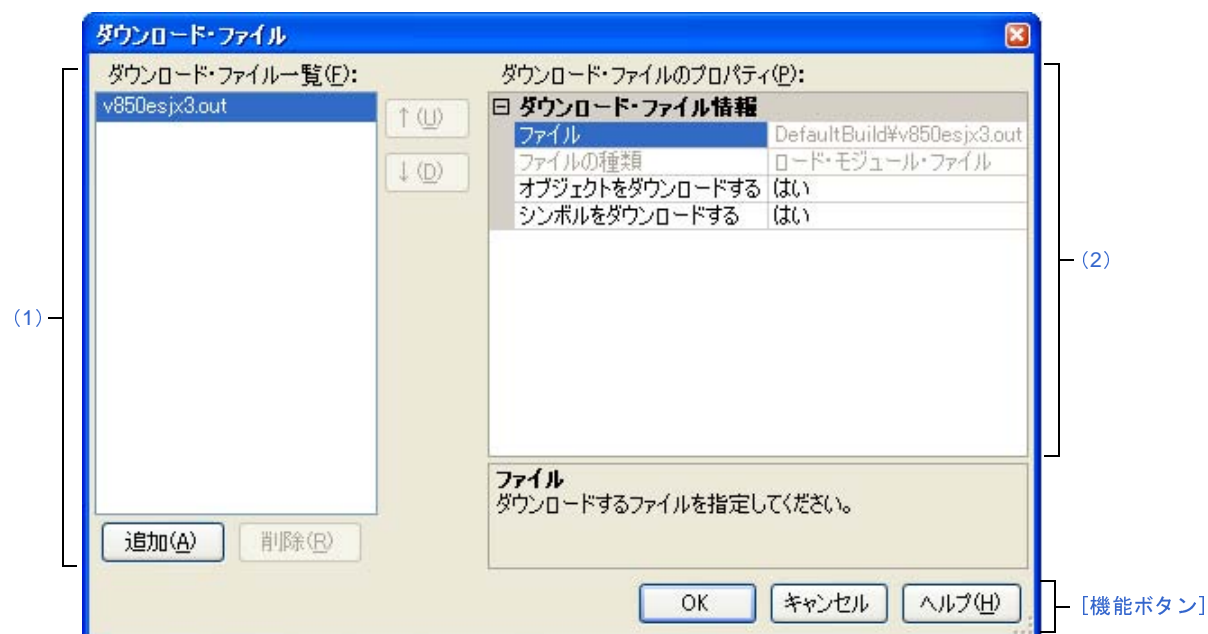 ダウンロード・ファイル
ダウンロード・ファイル一覧(F):
v850esjx3.out
↑(U)
↓(D)
追加(A)
削除(R)
ダウンロード・ファイルのプロパティ(P):
ダウンロード・ファイル情報
ファイル DefaultBuild¥v850esjx3.out
ファイルの種類 ロード・モジュール・ファイル
オブジェクトをダウンロードする はい
シンボルをダウンロードする はい
ファイル
ダウンロードするファイルを指定してください。
OK キャンセル ヘルプ(H)
(1)
(2)
[機能ボタン]